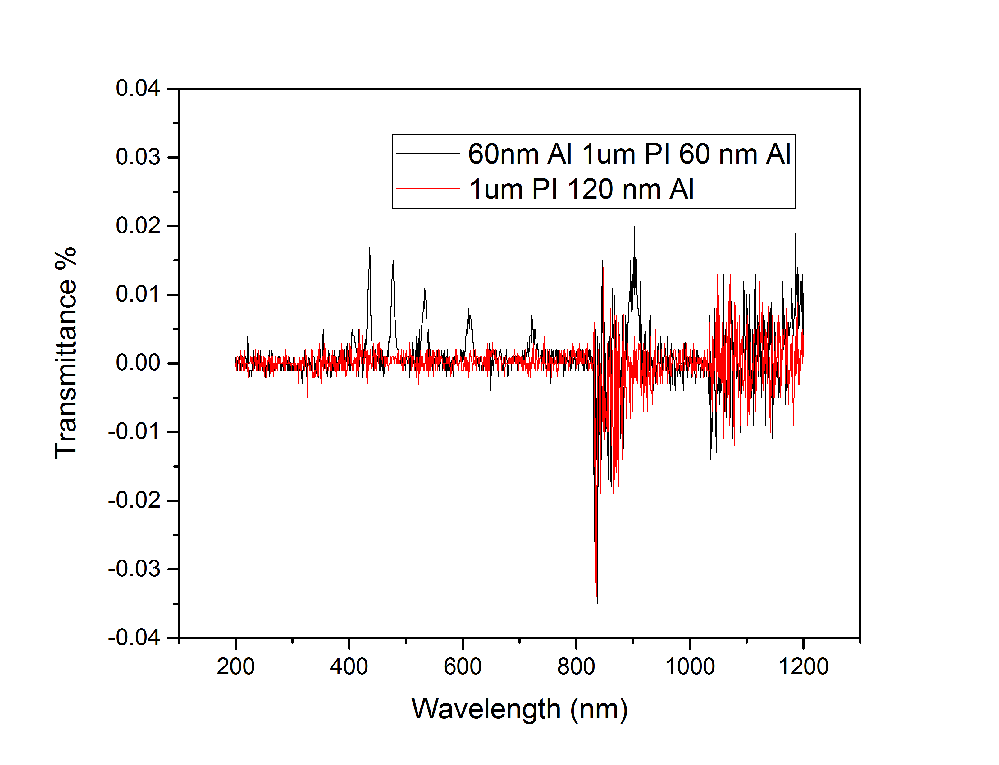 0.04
0.03
0.02
0.01
0.00
-0.01
-0.02
-0.03
-0.04
Transmittance %
60nm Al 1um PI 60 nm Al
1um PI 120 nm Al
200 400 600 800 1000 1200
Wavelength (nm)